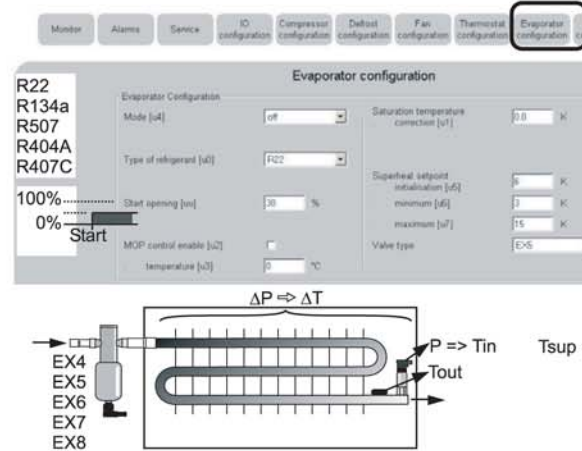 Monitor
Alarms
Service
IO configuration
Compressor configuration
Defrost configuration
Fan configuration
Thermostat configuration
Evaporator configuration
Evaporator configuration
R22
R134a
R507
R404A
R407C
100%
0%
Start
Evaporator Configuration
Mode [u4] off
Type of refrigerant [u0] R22
Start opening [uu] 30 %
MOP control enable [u2]
temperature [u3] 0 °C
Saturation temperature
correction [u1] 0.0 K
Superheat setpoint
initialisation [u5] 6 K
minimum [u6] 3 K
maximum [u7] 15 K
Valve type EX5
ΔP ⇨ ΔT
EX4
EX5
EX6
EX7
EX8
P => Tin
Tsup
Tout